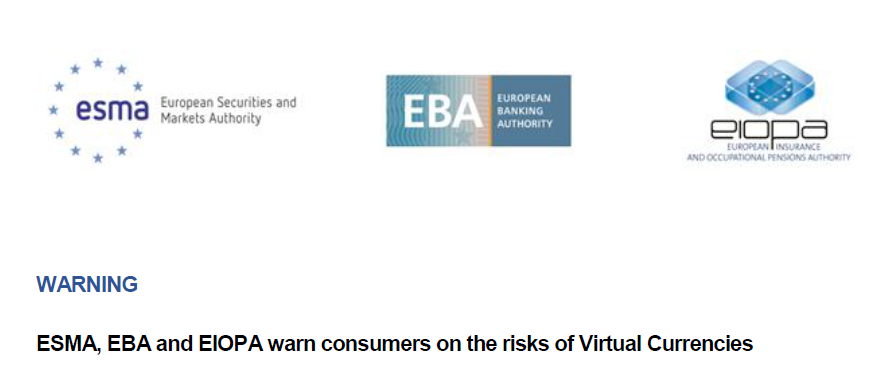 esma European Securities and
Markets Authority
EBA EUROPEAN
BANKING
AUTHORITY
eiopa
EUROPEAN INSURANCE
AND OCCUPATIONAL PENSIONS AUTHORITY
WARNING
ESMA, EBA and EIOPA warn consumers on the risks of Virtual Currencies